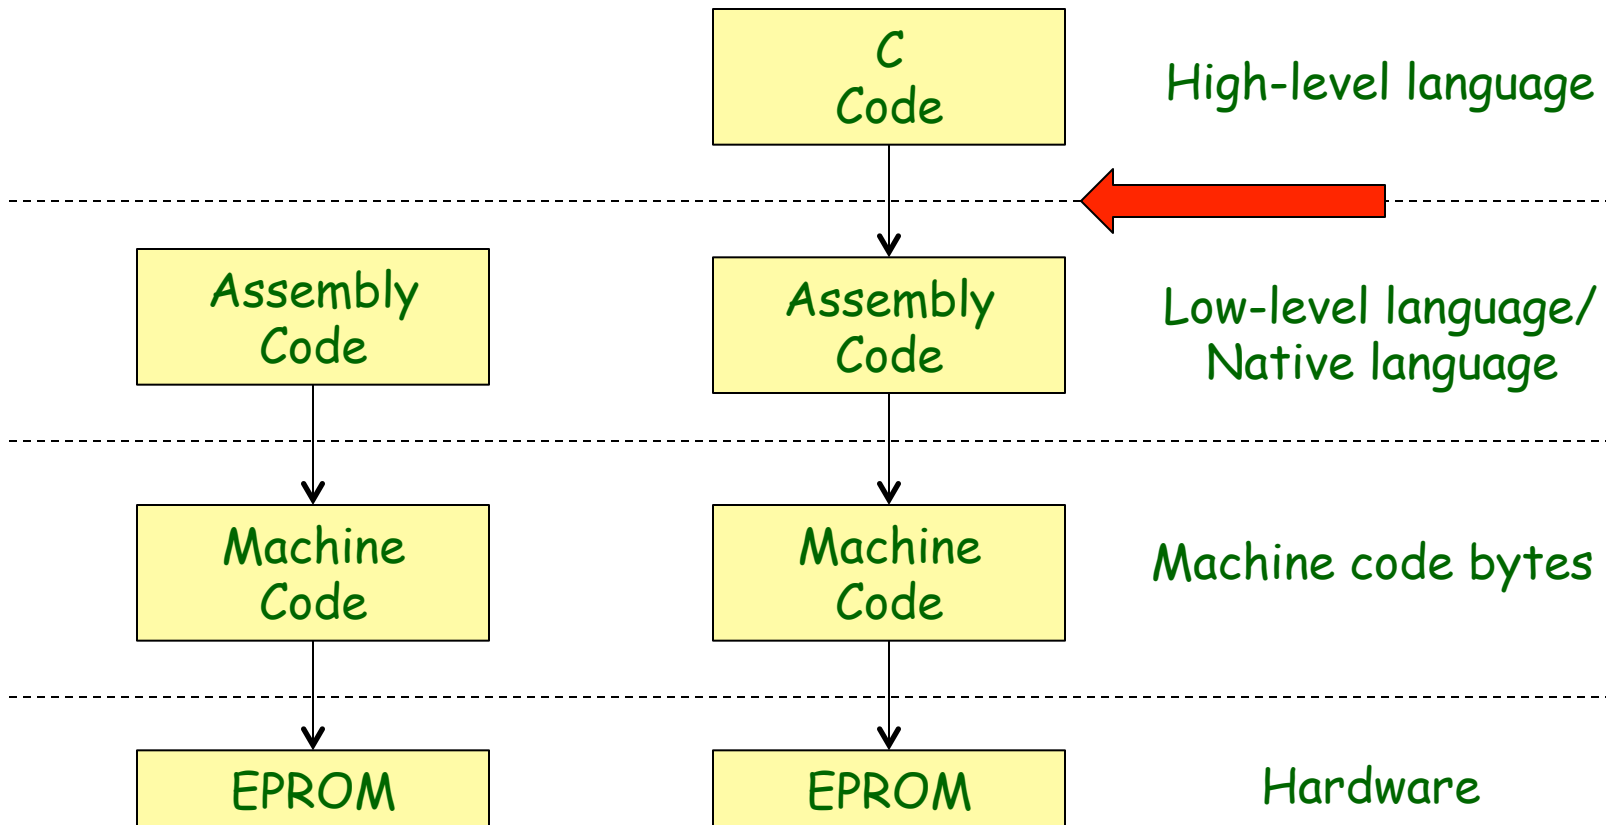 C
Code
High-level language
Assembly
Code
Assembly
Code
Low-level language/
Native language
Machine
Code
Machine
Code
Machine code bytes
EPROM
EPROM
Hardware